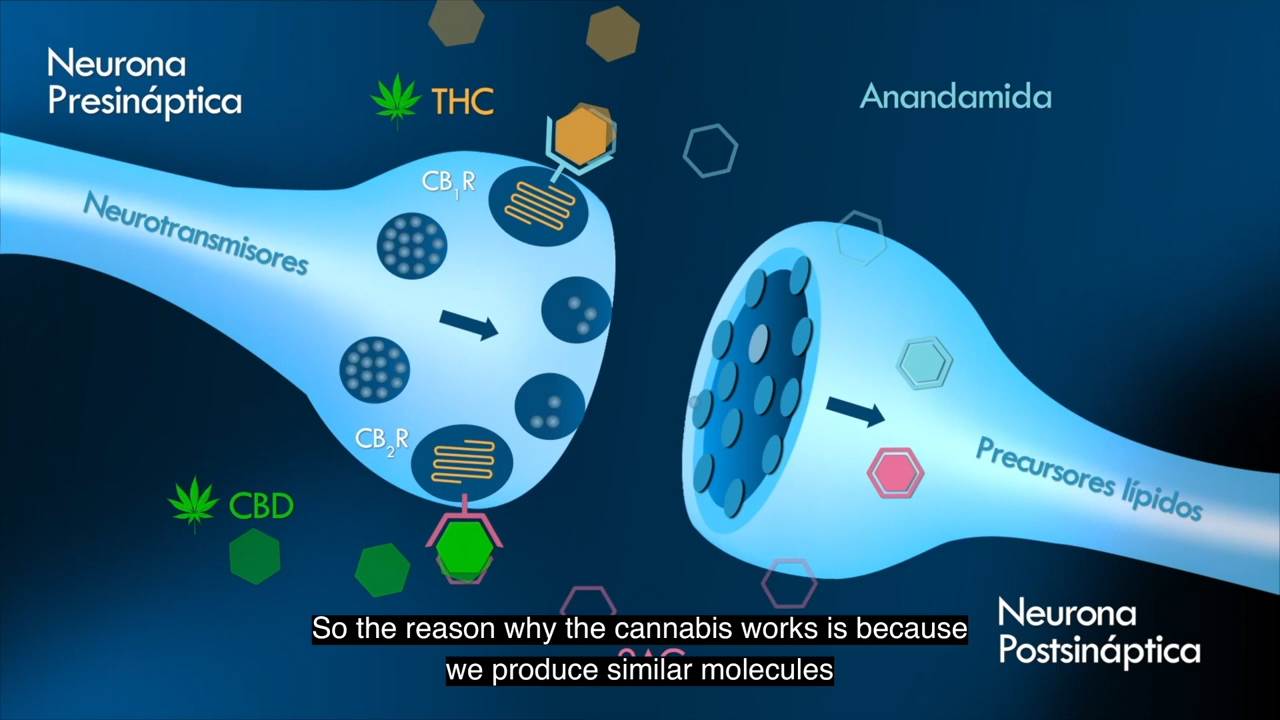 Neurona
Presináptica
THC
Anandamida
CB1R
Neurotransmisores
CB2R
CBD
Precursores lípidos
So the reason why the cannabis works is because
we produce similar molecules
Neurona
Postsináptica